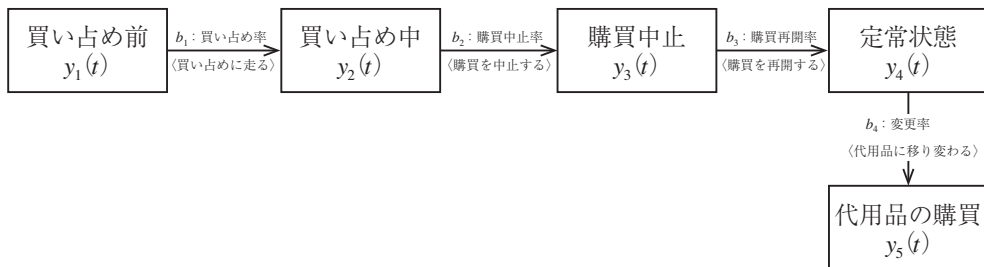 買い占め前
y₁(t)
b₁：買い占め率
〈買い占めに走る〉
買い占め中
y₂(t)
b₂：購買中止率
〈購買を中止する〉
購買中止
y₃(t)
b₃：購買再開率
〈購買を再開する〉
定常状態
y₄(t)
b₄：変更率
〈代用品に移り変わる〉
代用品の購買
y₅(t)